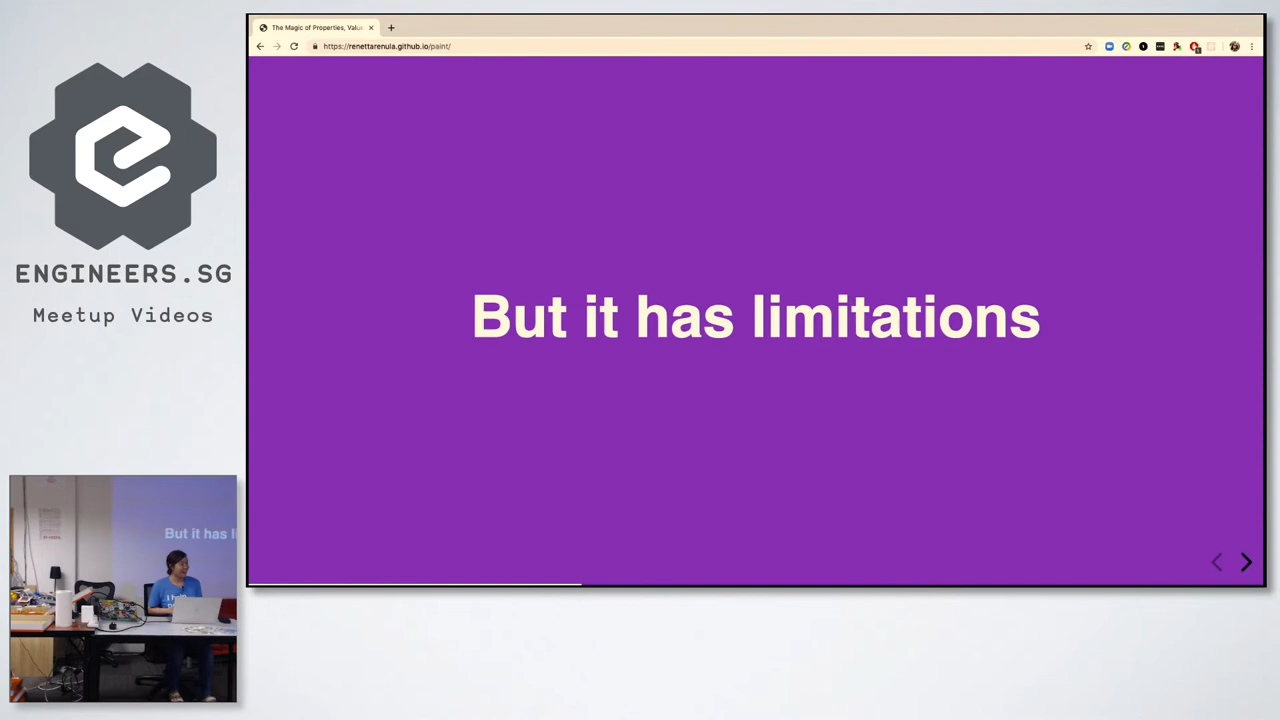 The Magic of Properties, Value
https://renettarenula.github.io/paint/
ENGINEERS.SG
Meetup Videos
But it has limitations
But it has li